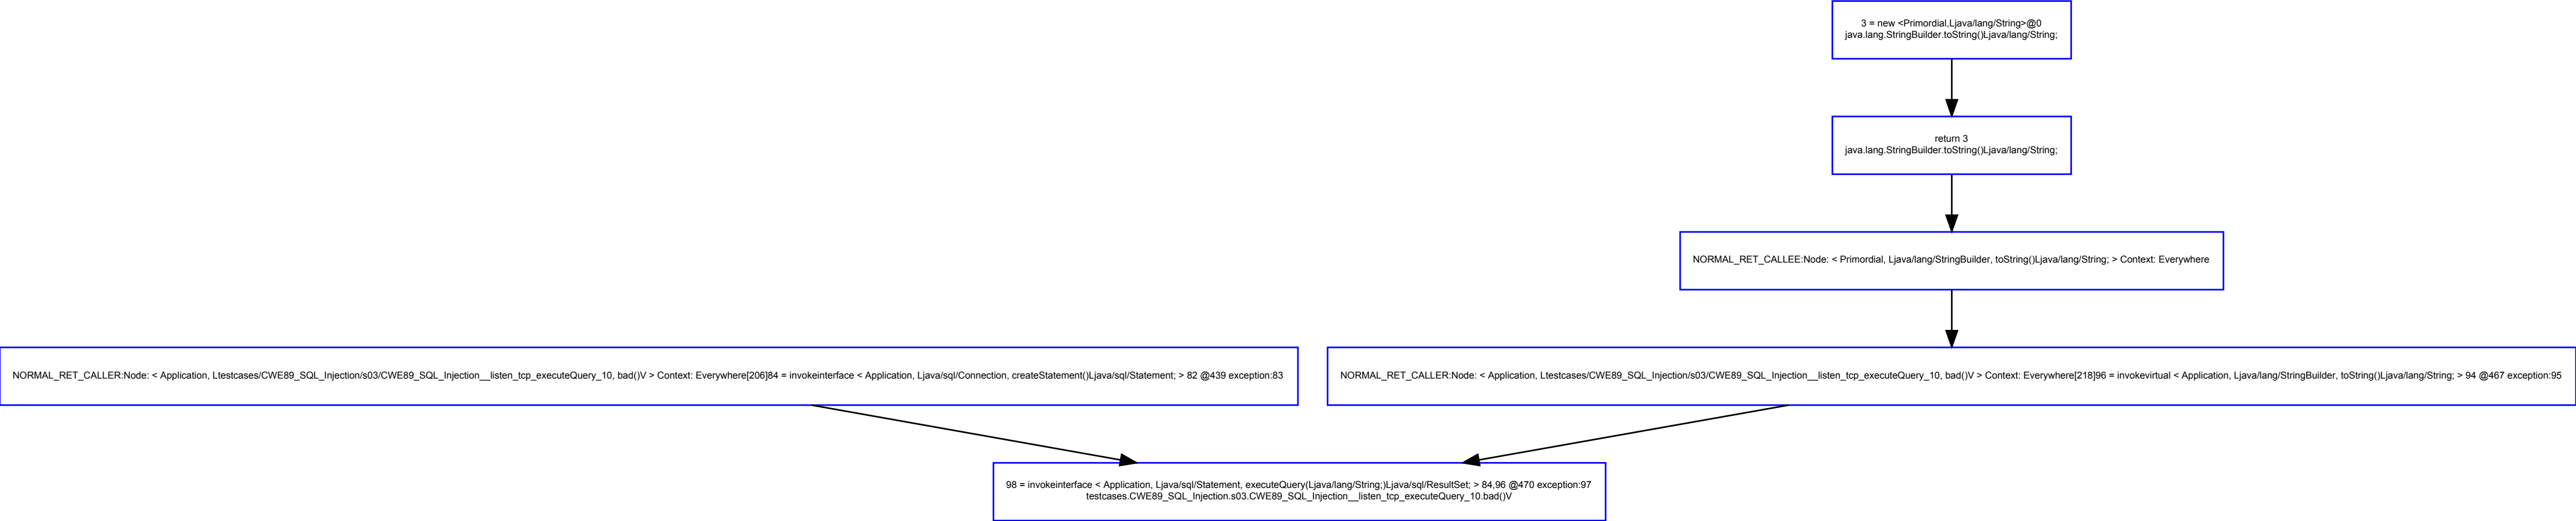 3 = new <Primordial,Ljava/lang/String>@0
java.lang.StringBuilder.toString()Ljava/lang/String;
return 3
java.lang.StringBuilder.toString()Ljava/lang/String;
NORMAL_RET_CALLEE:Node: < Primordial, Ljava/lang/StringBuilder, toString()Ljava/lang/String; > Context: Everywhere
NORMAL_RET_CALLER:Node: < Application, Ltestcases/CWE89_SQL_Injection/s03/CWE89_SQL_Injection__listen_tcp_executeQuery_10, bad()V > Context: Everywhere[206]84 = invokeinterface < Application, Ljava/sql/Connection, createStatement()Ljava/sql/Statement; > 82 @439 exception:83
NORMAL_RET_CALLER:Node: < Application, Ltestcases/CWE89_SQL_Injection/s03/CWE89_SQL_Injection__listen_tcp_executeQuery_10, bad()V > Context: Everywhere[218]96 = invokevirtual < Application, Ljava/lang/StringBuilder, toString()Ljava/lang/String; > 94 @467 exception:95
98 = invokeinterface < Application, Ljava/sql/Statement, executeQuery(Ljava/lang/String;)Ljava/sql/ResultSet; > 84,96 @470 exception:97
testcases.CWE89_SQL_Injection.s03.CWE89_SQL_Injection__listen_tcp_executeQuery_10.bad()V